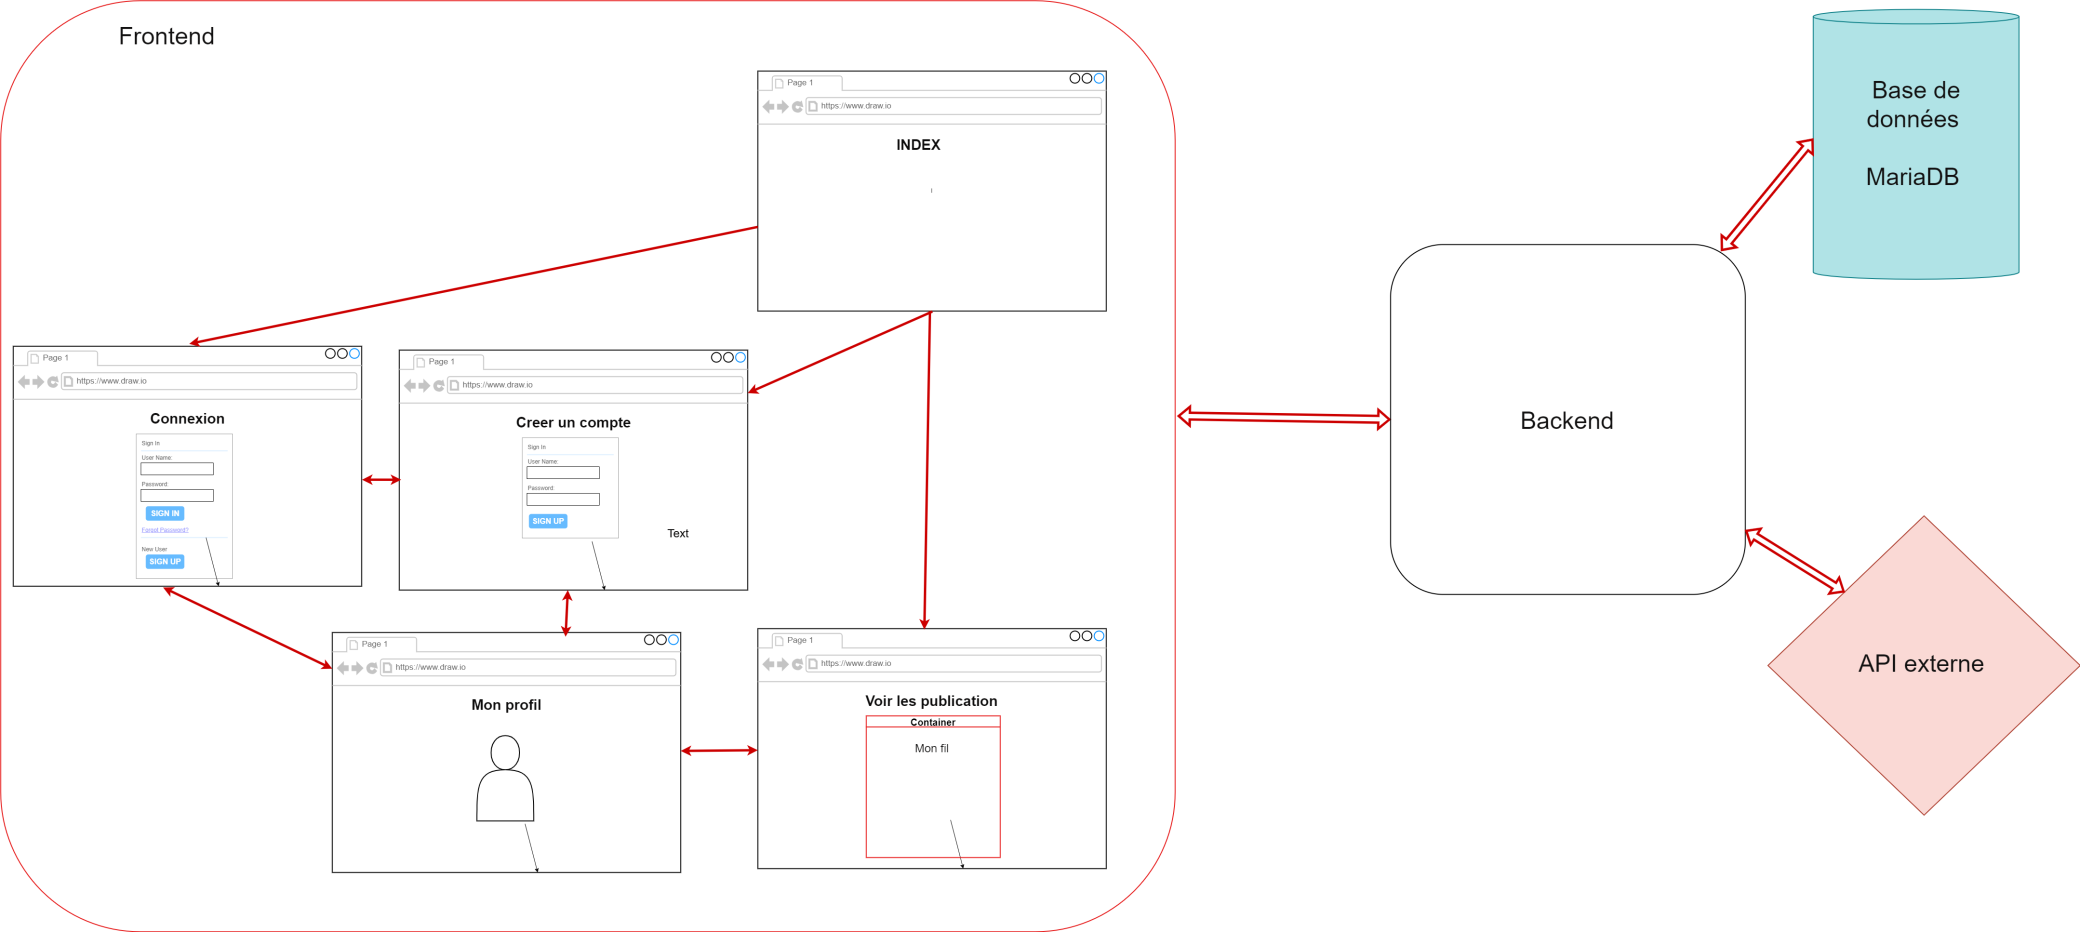 Frontend
Page 1
https://www.draw.io
INDEX
Page 1
https://www.draw.io
Connexion
Sign In
User Name:
Password:
SIGN IN
Forgot Password?
New User
SIGN UP
Page 1
https://www.draw.io
Creer un compte
Sign In
User Name:
Password:
SIGN UP
Text
Page 1
https://www.draw.io
Mon profil
Page 1
https://www.draw.io
Voir les publication
Container
Mon fil
Backend
Base de
données
MariaDB
API externe